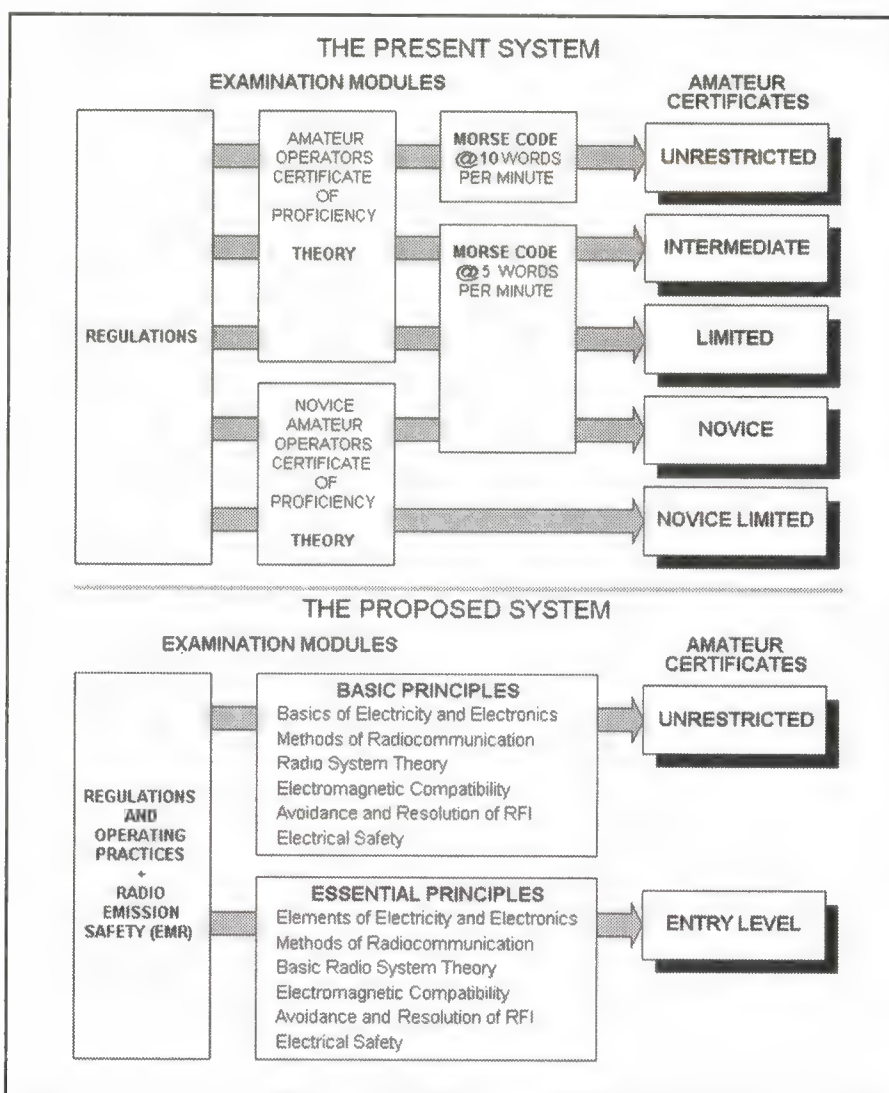 THE PRESENT SYSTEM
EXAMINATION MODULES
AMATEUR
CERTIFICATES
REGULATIONS
AMATEUR
OPERATORS
CERTIFICATE
OF
PROFICIENCY
THEORY
MORSE CODE
@ 10 WORDS
PER MINUTE
UNRESTRICTED
MORSE CODE
@ 5 WORDS
PER MINUTE
INTERMEDIATE
LIMITED
NOVICE
AMATEUR
OPERATORS
CERTIFICATE
OF
PROFICIENCY
THEORY
NOVICE
NOVICE LIMITED
THE PROPOSED SYSTEM
EXAMINATION MODULES
AMATEUR
CERTIFICATES
REGULATIONS
AND
OPERATING
PRACTICES
+
RADIO
EMISSION
SAFETY (EMR)
BASIC PRINCIPLES
Basics of Electricity and Electronics
Methods of Radiocommunication
Radio System Theory
Electromagnetic Compatibility
Avoidance and Resolution of RFI
Electrical Safety
UNRESTRICTED
ESSENTIAL PRINCIPLES
Elements of Electricity and Electronics
Methods of Radiocommunication
Basic Radio System Theory
Electromagnetic Compatibility
Avoidance and Resolution of RFI
Electrical Safety
ENTRY LEVEL